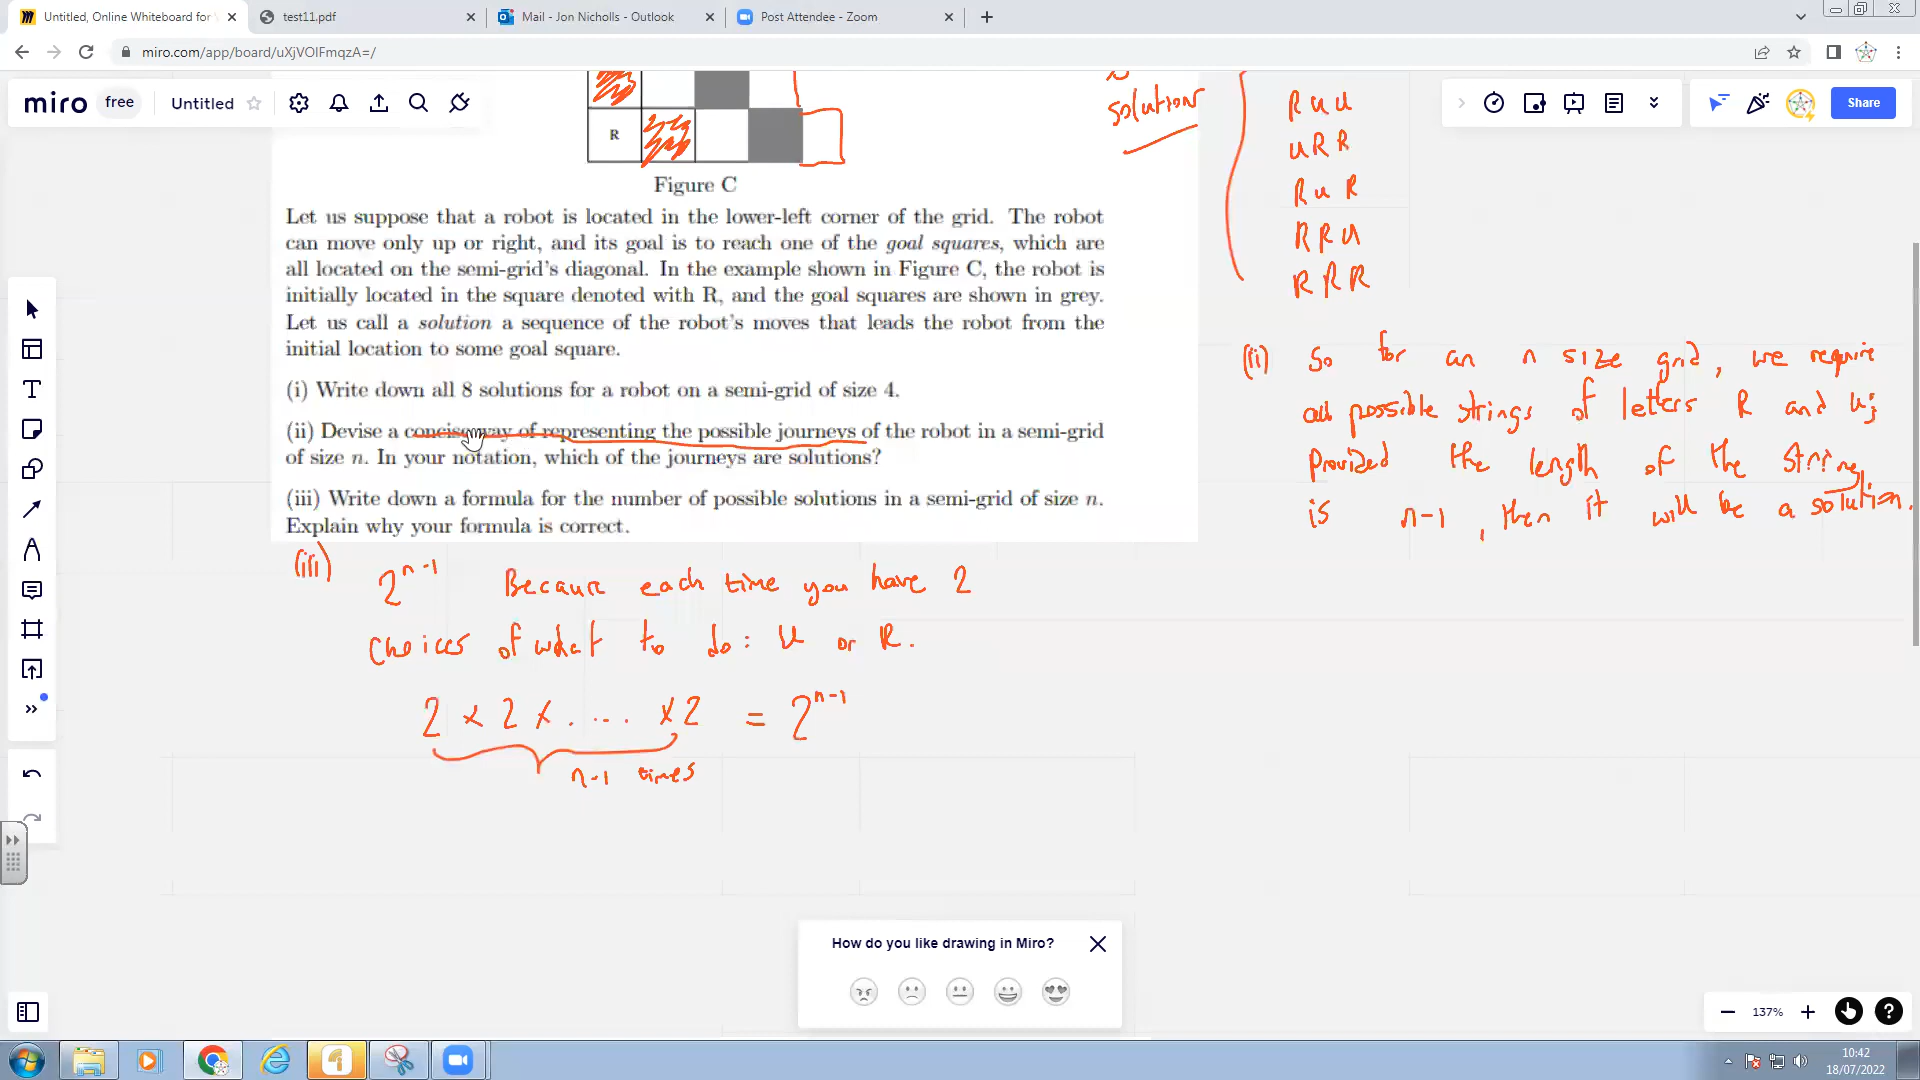 Untitled, Online Whiteboard for
test11.pdf
Mail - Jon Nicholls - Outlook
Post Attendee - Zoom
miro.com/app/board/uXjVOlFmqzA=/
miro free Untitled
Share
R
Figure C
solutions
R u u
u R R
R u R
R R u
R R R
Let us suppose that a robot is located in the lower-left corner of the grid. The robot
can move only up or right, and its goal is to reach one of the goal squares, which are
all located on the semi-grid's diagonal. In the example shown in Figure C, the robot is
initially located in the square denoted with R, and the goal squares are shown in grey.
Let us call a solution a sequence of the robot's moves that leads the robot from the
initial location to some goal square.
(i) Write down all 8 solutions for a robot on a semi-grid of size 4.
(ii) Devise a concise way of representing the possible journeys of the robot in a semi-grid
of size n. In your notation, which of the journeys are solutions?
(iii) Write down a formula for the number of possible solutions in a semi-grid of size n.
Explain why your formula is correct.
(ii) So for an n size grid, we require
all possible strings of letters R and u;
provided the length of the string
is n-1, then it will be a solution.
(iii) 2^{n-1} Because each time you have 2
choices of what to do: U or R.
2 × 2 × . ... × 2 = 2^{n-1}
n-1 times
How do you like drawing in Miro?
137%
10:42
18/07/2022